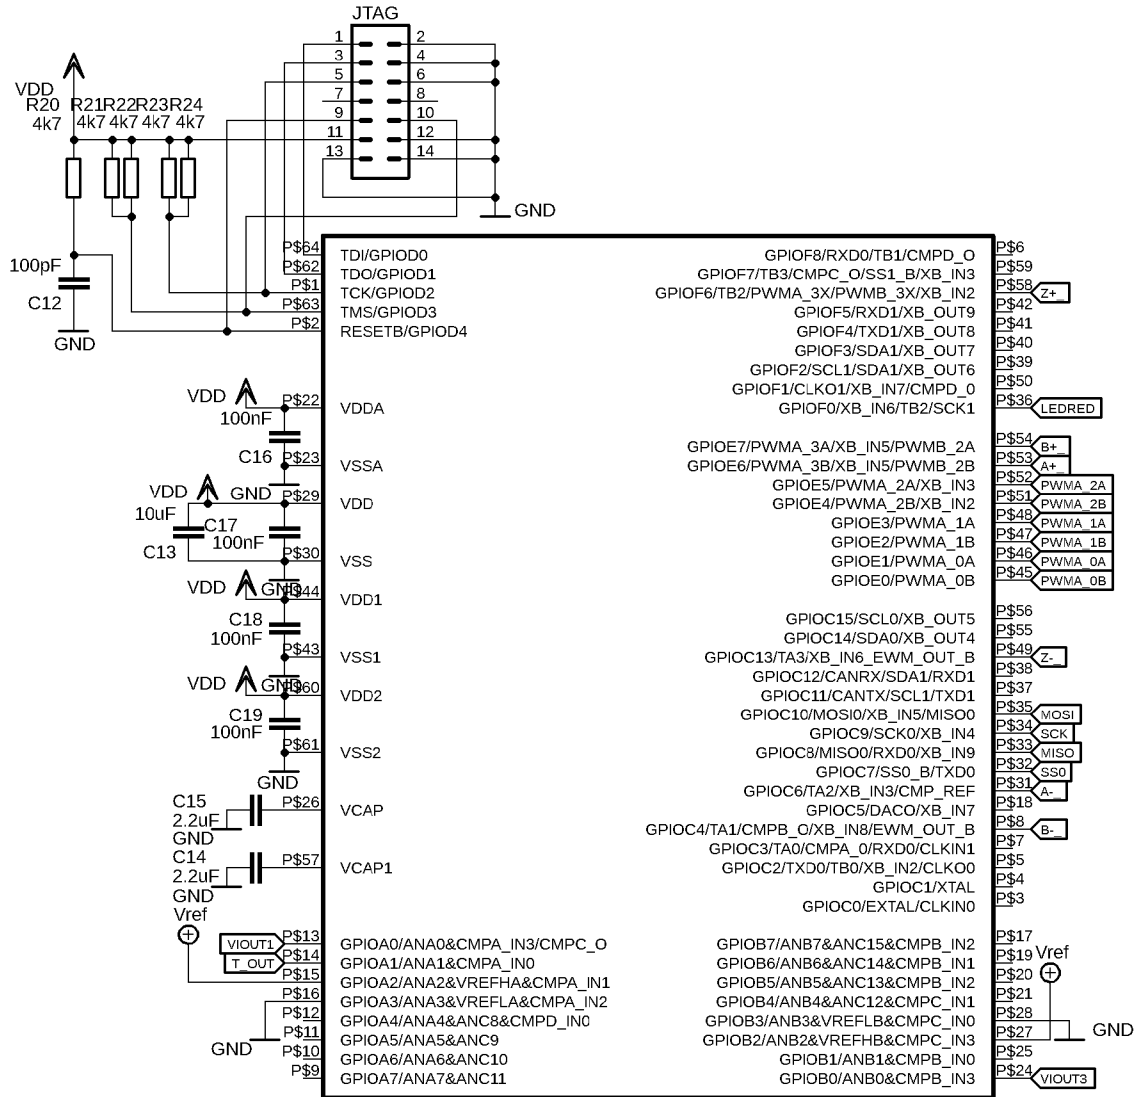 JTAG
1 2
3 4
5 6
7 8
9 10
11 12
13 14
VDD
R20 R21 R22 R23 R24
4k7 4k7 4k7 4k7 4k7
GND
100pF
C12
GND
P$64 TDI/GPIOD0
P$62 TDO/GPIOD1
P$1 TCK/GPIOD2
P$63 TMS/GPIOD3
P$2 RESETB/GPIOD4
VDD P$22 VDDA
100nF
C16 P$23 VSSA
VDD GND P$29 VDD
10uF C17
C13 100nF P$30 VSS
VDD GND P$44 VDD1
C18
100nF P$43 VSS1
VDD GND P$60 VDD2
C19
100nF P$61 VSS2
GND
C15 P$26 VCAP
2.2uF
GND
C14 P$57 VCAP1
2.2uF
GND
Vref
VIOUT1 P$13 GPIOA0/ANA0&CMPA_IN3/CMPC_O
T_OUT P$14 GPIOA1/ANA1&CMPA_IN0
P$15 GPIOA2/ANA2&VREFHA&CMPA_IN1
P$16 GPIOA3/ANA3&VREFLA&CMPA_IN2
P$12 GPIOA4/ANA4&ANC8&CMPD_IN0
GND P$11 GPIOA5/ANA5&ANC9
P$10 GPIOA6/ANA6&ANC10
P$9 GPIOA7/ANA7&ANC11
GPIOF8/RXD0/TB1/CMPD_O P$6
GPIOF7/TB3/CMPC_O/SS1_B/XB_IN3 P$59
GPIOF6/TB2/PWMA_3X/PWMB_3X/XB_IN2 P$58 Z+_
GPIOF5/RXD1/XB_OUT9 P$42
GPIOF4/TXD1/XB_OUT8 P$41
GPIOF3/SDA1/XB_OUT7 P$40
GPIOF2/SCL1/SDA1/XB_OUT6 P$39
GPIOF1/CLKO1/XB_IN7/CMPD_0 P$50
GPIOF0/XB_IN6/TB2/SCK1 P$36 LEDRED
GPIOE7/PWMA_3A/XB_IN5/PWMB_2A P$54 B+_
GPIOE6/PWMA_3B/XB_IN5/PWMB_2B P$53 A+_
GPIOE5/PWMA_2A/XB_IN3 P$52 PWMA_2A
GPIOE4/PWMA_2B/XB_IN2 P$51 PWMA_2B
GPIOE3/PWMA_1A P$48 PWMA_1A
GPIOE2/PWMA_1B P$47 PWMA_1B
GPIOE1/PWMA_0A P$46 PWMA_0A
GPIOE0/PWMA_0B P$45 PWMA_0B
GPIOC15/SCL0/XB_OUT5 P$56
GPIOC14/SDA0/XB_OUT4 P$55
GPIOC13/TA3/XB_IN6_EWM_OUT_B P$49 Z-_
GPIOC12/CANRX/SDA1/RXD1 P$38
GPIOC11/CANTX/SCL1/TXD1 P$37
GPIOC10/MOSI0/XB_IN5/MISO0 P$35 MOSI
GPIOC9/SCK0/XB_IN4 P$34 SCK
GPIOC8/MISO0/RXD0/XB_IN9 P$33 MISO
GPIOC7/SS0_B/TXD0 P$32 SS0
GPIOC6/TA2/XB_IN3/CMP_REF P$31 A-_
GPIOC5/DACO/XB_IN7 P$18
GPIOC4/TA1/CMPB_O/XB_IN8/EWM_OUT_B P$8 B-_
GPIOC3/TA0/CMPA_0/RXD0/CLKIN1 P$7
GPIOC2/TXD0/TB0/XB_IN2/CLKO0 P$5
GPIOC1/XTAL P$4
GPIOC0/EXTAL/CLKIN0 P$3
GPIOB7/ANB7&ANC15&CMPB_IN2 P$17
GPIOB6/ANB6&ANC14&CMPB_IN1 P$19 Vref
GPIOB5/ANB5&ANC13&CMPB_IN2 P$20
GPIOB4/ANB4&ANC12&CMPC_IN1 P$21
GPIOB3/ANB3&VREFLB&CMPC_IN0 P$28 GND
GPIOB2/ANB2&VREFHB&CMPC_IN3 P$27
GPIOB1/ANB1&CMPB_IN0 P$25
GPIOB0/ANB0&CMPB_IN3 P$24 VIOUT3